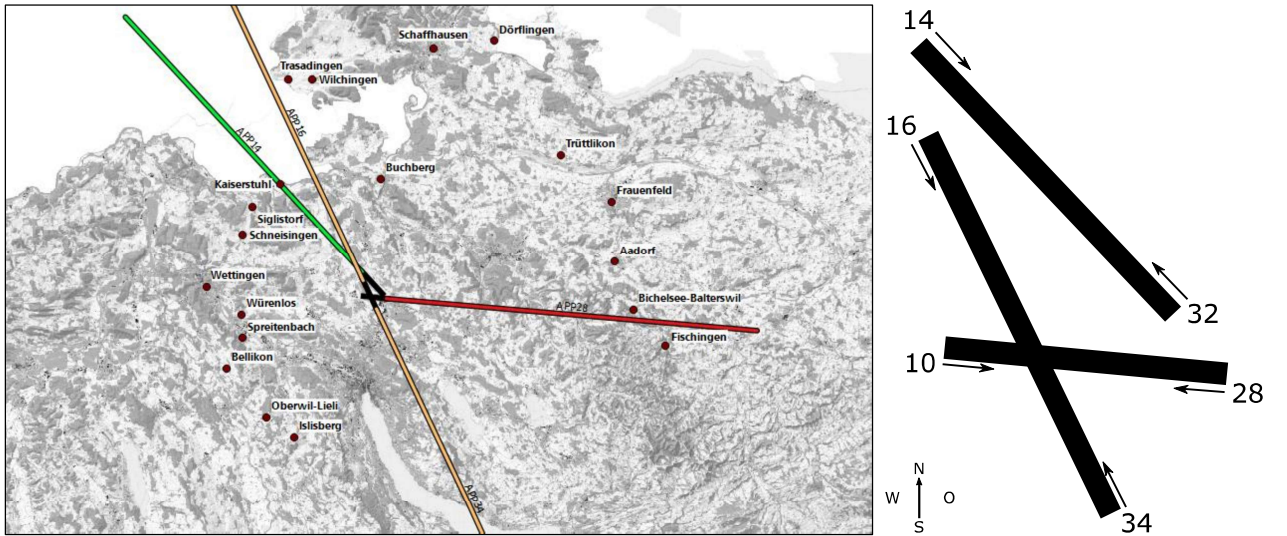 Schaffhausen
Dörflingen
Trasadingen
Wilchingen
APP16
APP14
Trüttlikon
Buchberg
Kaiserstuhl
Frauenfeld
Siglistorf
Schneisingen
Aadorf
Wettingen
Bichelsee-Balterswil
Würenlos
APP28
Spreitenbach
Fischingen
Bellikon
Oberwil-Lieli
Islisberg
APP34
14
16
32
10
28
N
W O
S
34